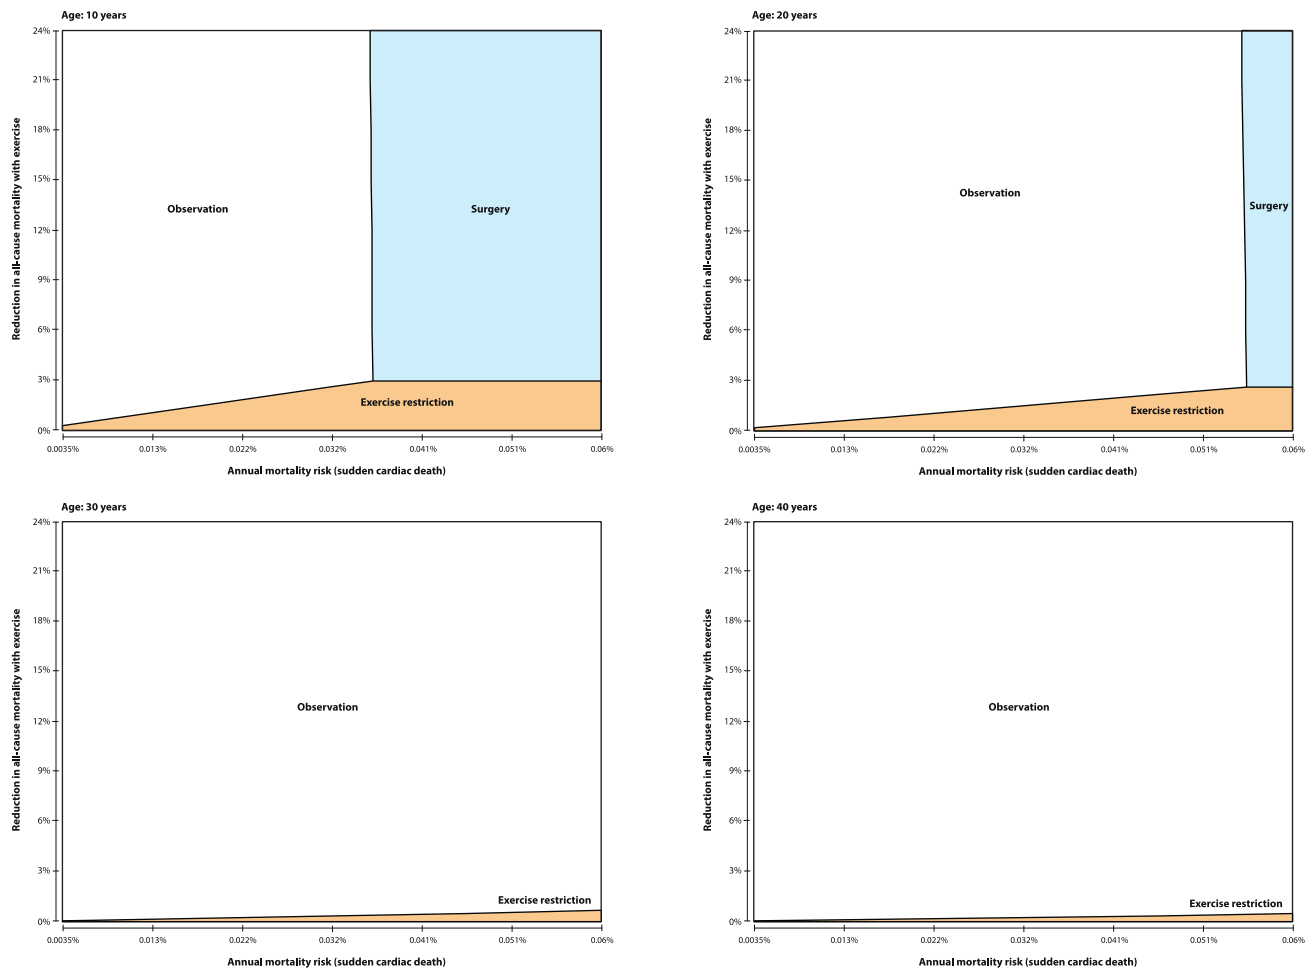 Age: 10 years
24%
21%
18%
15%
12%
9%
6%
3%
0%
Reduction in all-cause mortality with exercise
Observation
Surgery
Exercise restriction
0.0035% 0.013% 0.022% 0.032% 0.041% 0.051% 0.06%
Annual mortality risk (sudden cardiac death)
Age: 20 years
24%
21%
18%
15%
12%
9%
6%
3%
0%
Reduction in all-cause mortality with exercise
Observation
Surgery
Exercise restriction
0.0035% 0.013% 0.022% 0.032% 0.041% 0.051% 0.06%
Annual mortality risk (sudden cardiac death)
Age: 30 years
24%
21%
18%
15%
12%
9%
6%
3%
0%
Reduction in all-cause mortality with exercise
Observation
Exercise restriction
0.0035% 0.013% 0.022% 0.032% 0.041% 0.051% 0.06%
Annual mortality risk (sudden cardiac death)
Age: 40 years
24%
21%
18%
15%
12%
9%
6%
3%
0%
Reduction in all-cause mortality with exercise
Observation
Exercise restriction
0.0035% 0.013% 0.022% 0.032% 0.041% 0.051% 0.06%
Annual mortality risk (sudden cardiac death)